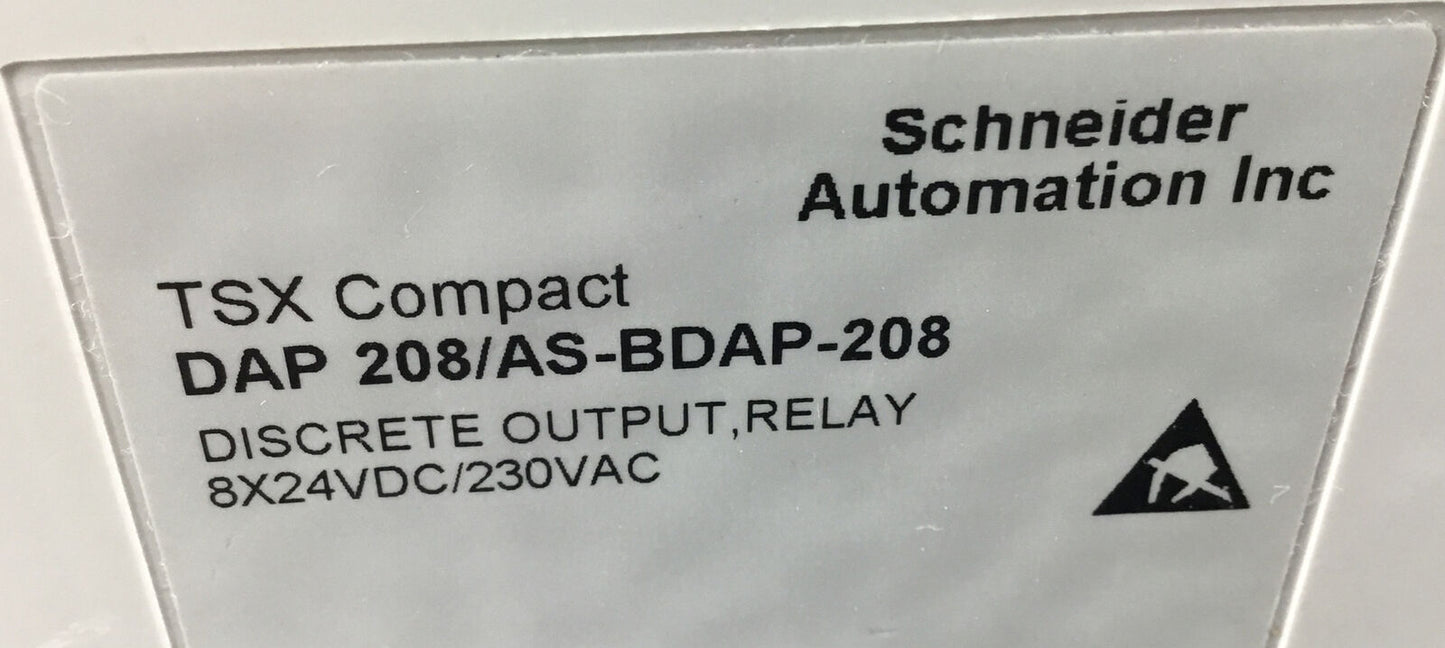 Schneider
Automation Inc
TSX Compact
DAP 208/AS-BDAP-208
DISCRETE OUTPUT,RELAY
8X24VDC/230VAC